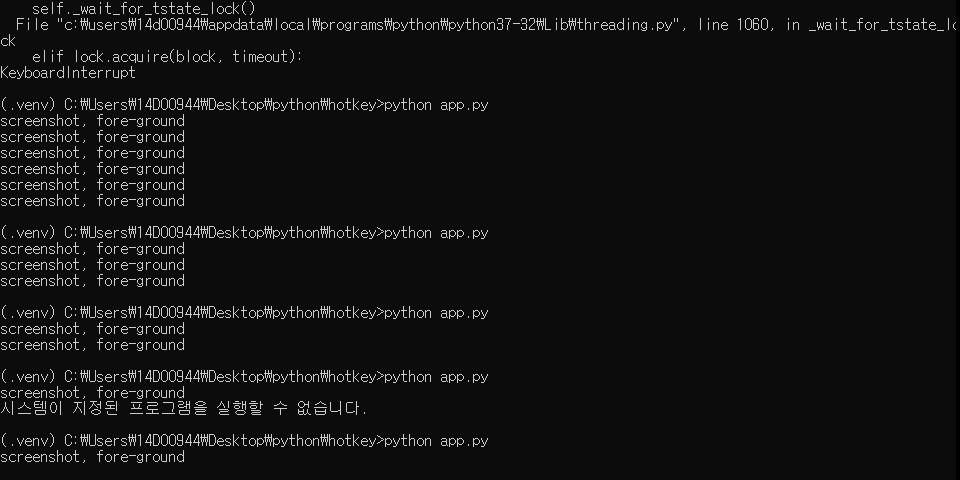 self._wait_for_tstate_lock()
File "c:₩users₩14D00944₩appdata₩local₩programs₩python₩python37-32₩Lib₩threading.py", line 1060, in _wait_for_tstate_lo
ck
elif lock.acquire(block, timeout):
KeyboardInterrupt
(.venv) C:₩Users₩14D00944₩Desktop₩python₩hotkey>python app.py
screenshot, fore-ground
screenshot, fore-ground
screenshot, fore-ground
screenshot, fore-ground
screenshot, fore-ground
screenshot, fore-ground
(.venv) C:₩Users₩14D00944₩Desktop₩python₩hotkey>python app.py
screenshot, fore-ground
screenshot, fore-ground
screenshot, fore-ground
(.venv) C:₩Users₩14D00944₩Desktop₩python₩hotkey>python app.py
screenshot, fore-ground
screenshot, fore-ground
(.venv) C:₩Users₩14D00944₩Desktop₩python₩hotkey>python app.py
screenshot, fore-ground
시스템이 지정된 프로그램을 실행할 수 없습니다.
(.venv) C:₩Users₩14D00944₩Desktop₩python₩hotkey>python app.py
screenshot, fore-ground